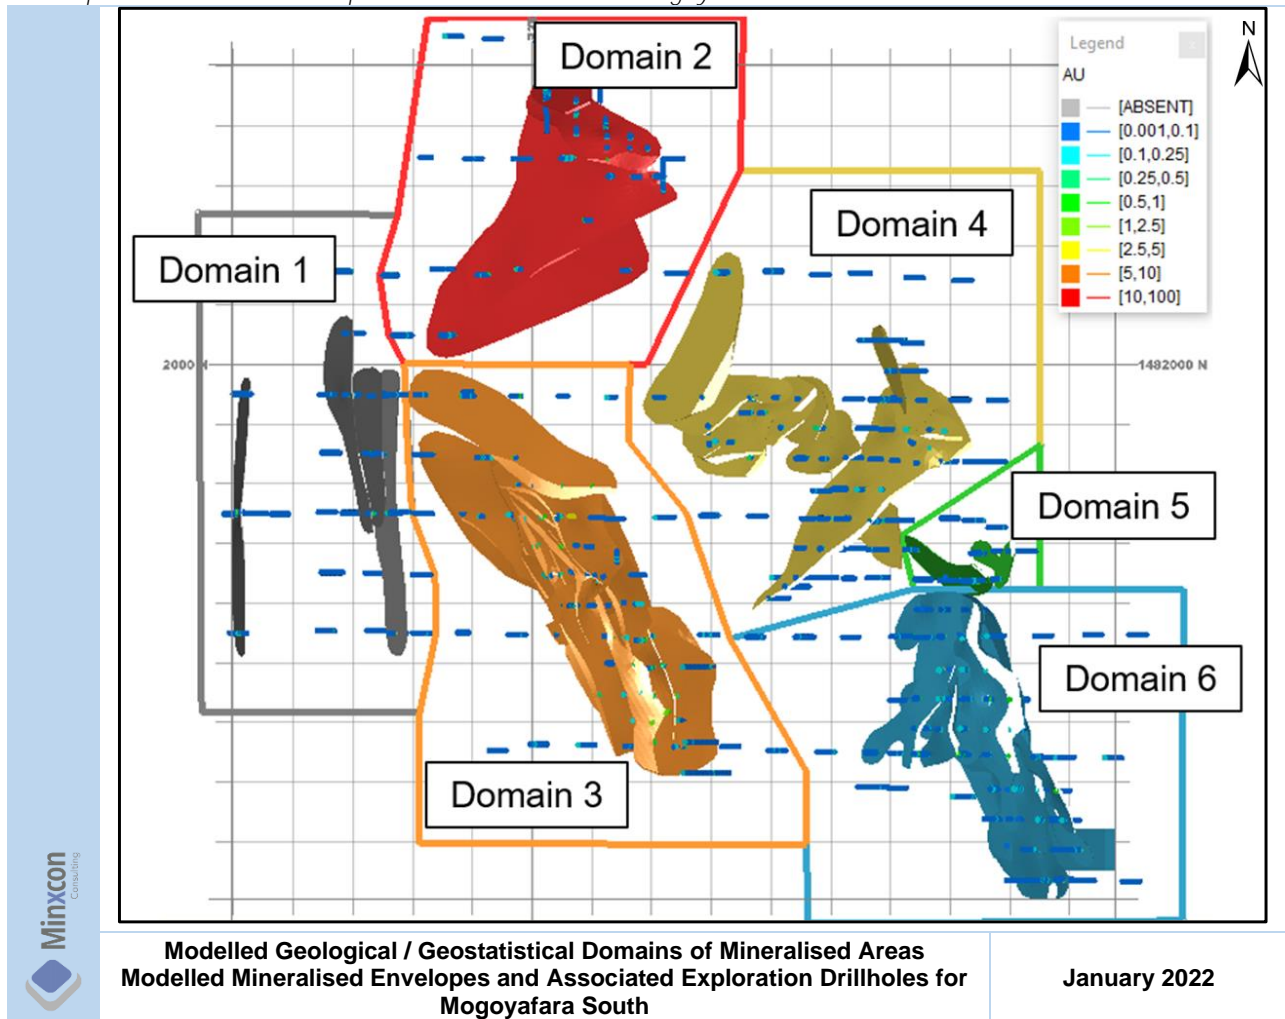 N
Legend
AU
[ABSENT]
[0.001,0.1]
[0.1,0.25]
[0.25,0.5]
[0.5,1]
[1,2.5]
[2.5,5]
[5,10]
[10,100]
Domain 2
Domain 4
Domain 1
1482000 N
Domain 5
Domain 6
Domain 3
Minxcon
Consulting
Modelled Geological / Geostatistical Domains of Mineralised Areas
Modelled Mineralised Envelopes and Associated Exploration Drillholes for
Mogoyafara South
January 2022